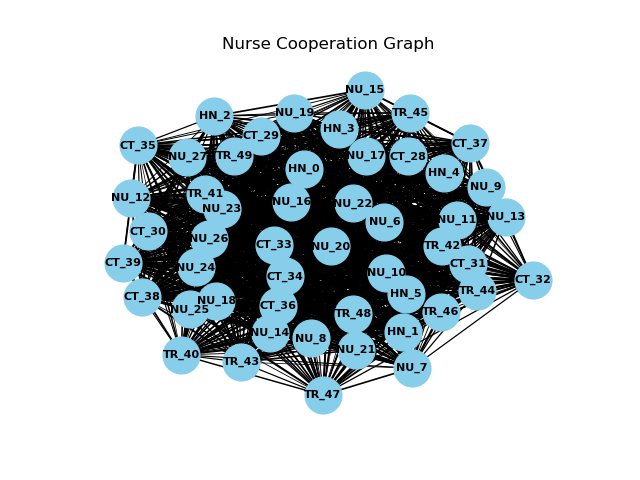 Nurse Cooperation Graph
NU_15
NU_19
TR_45
HN_2
HN_3
CT_29
CT_35
CT_37
NU_27
TR_49
NU_17
CT_28
HN_0
HN_4
NU_9
TR_41
NU_12
NU_16
NU_22
NU_23
NU_6
NU_11
NU_13
CT_30
NU_26
CT_33
NU_20
TR_42
CT_39
NU_24
CT_31
CT_34
NU_10
CT_32
CT_38
HN_5
TR_44
NU_18
NU_25
CT_36
TR_48
TR_46
NU_14
NU_8
HN_1
NU_21
TR_40
TR_43
NU_7
TR_47